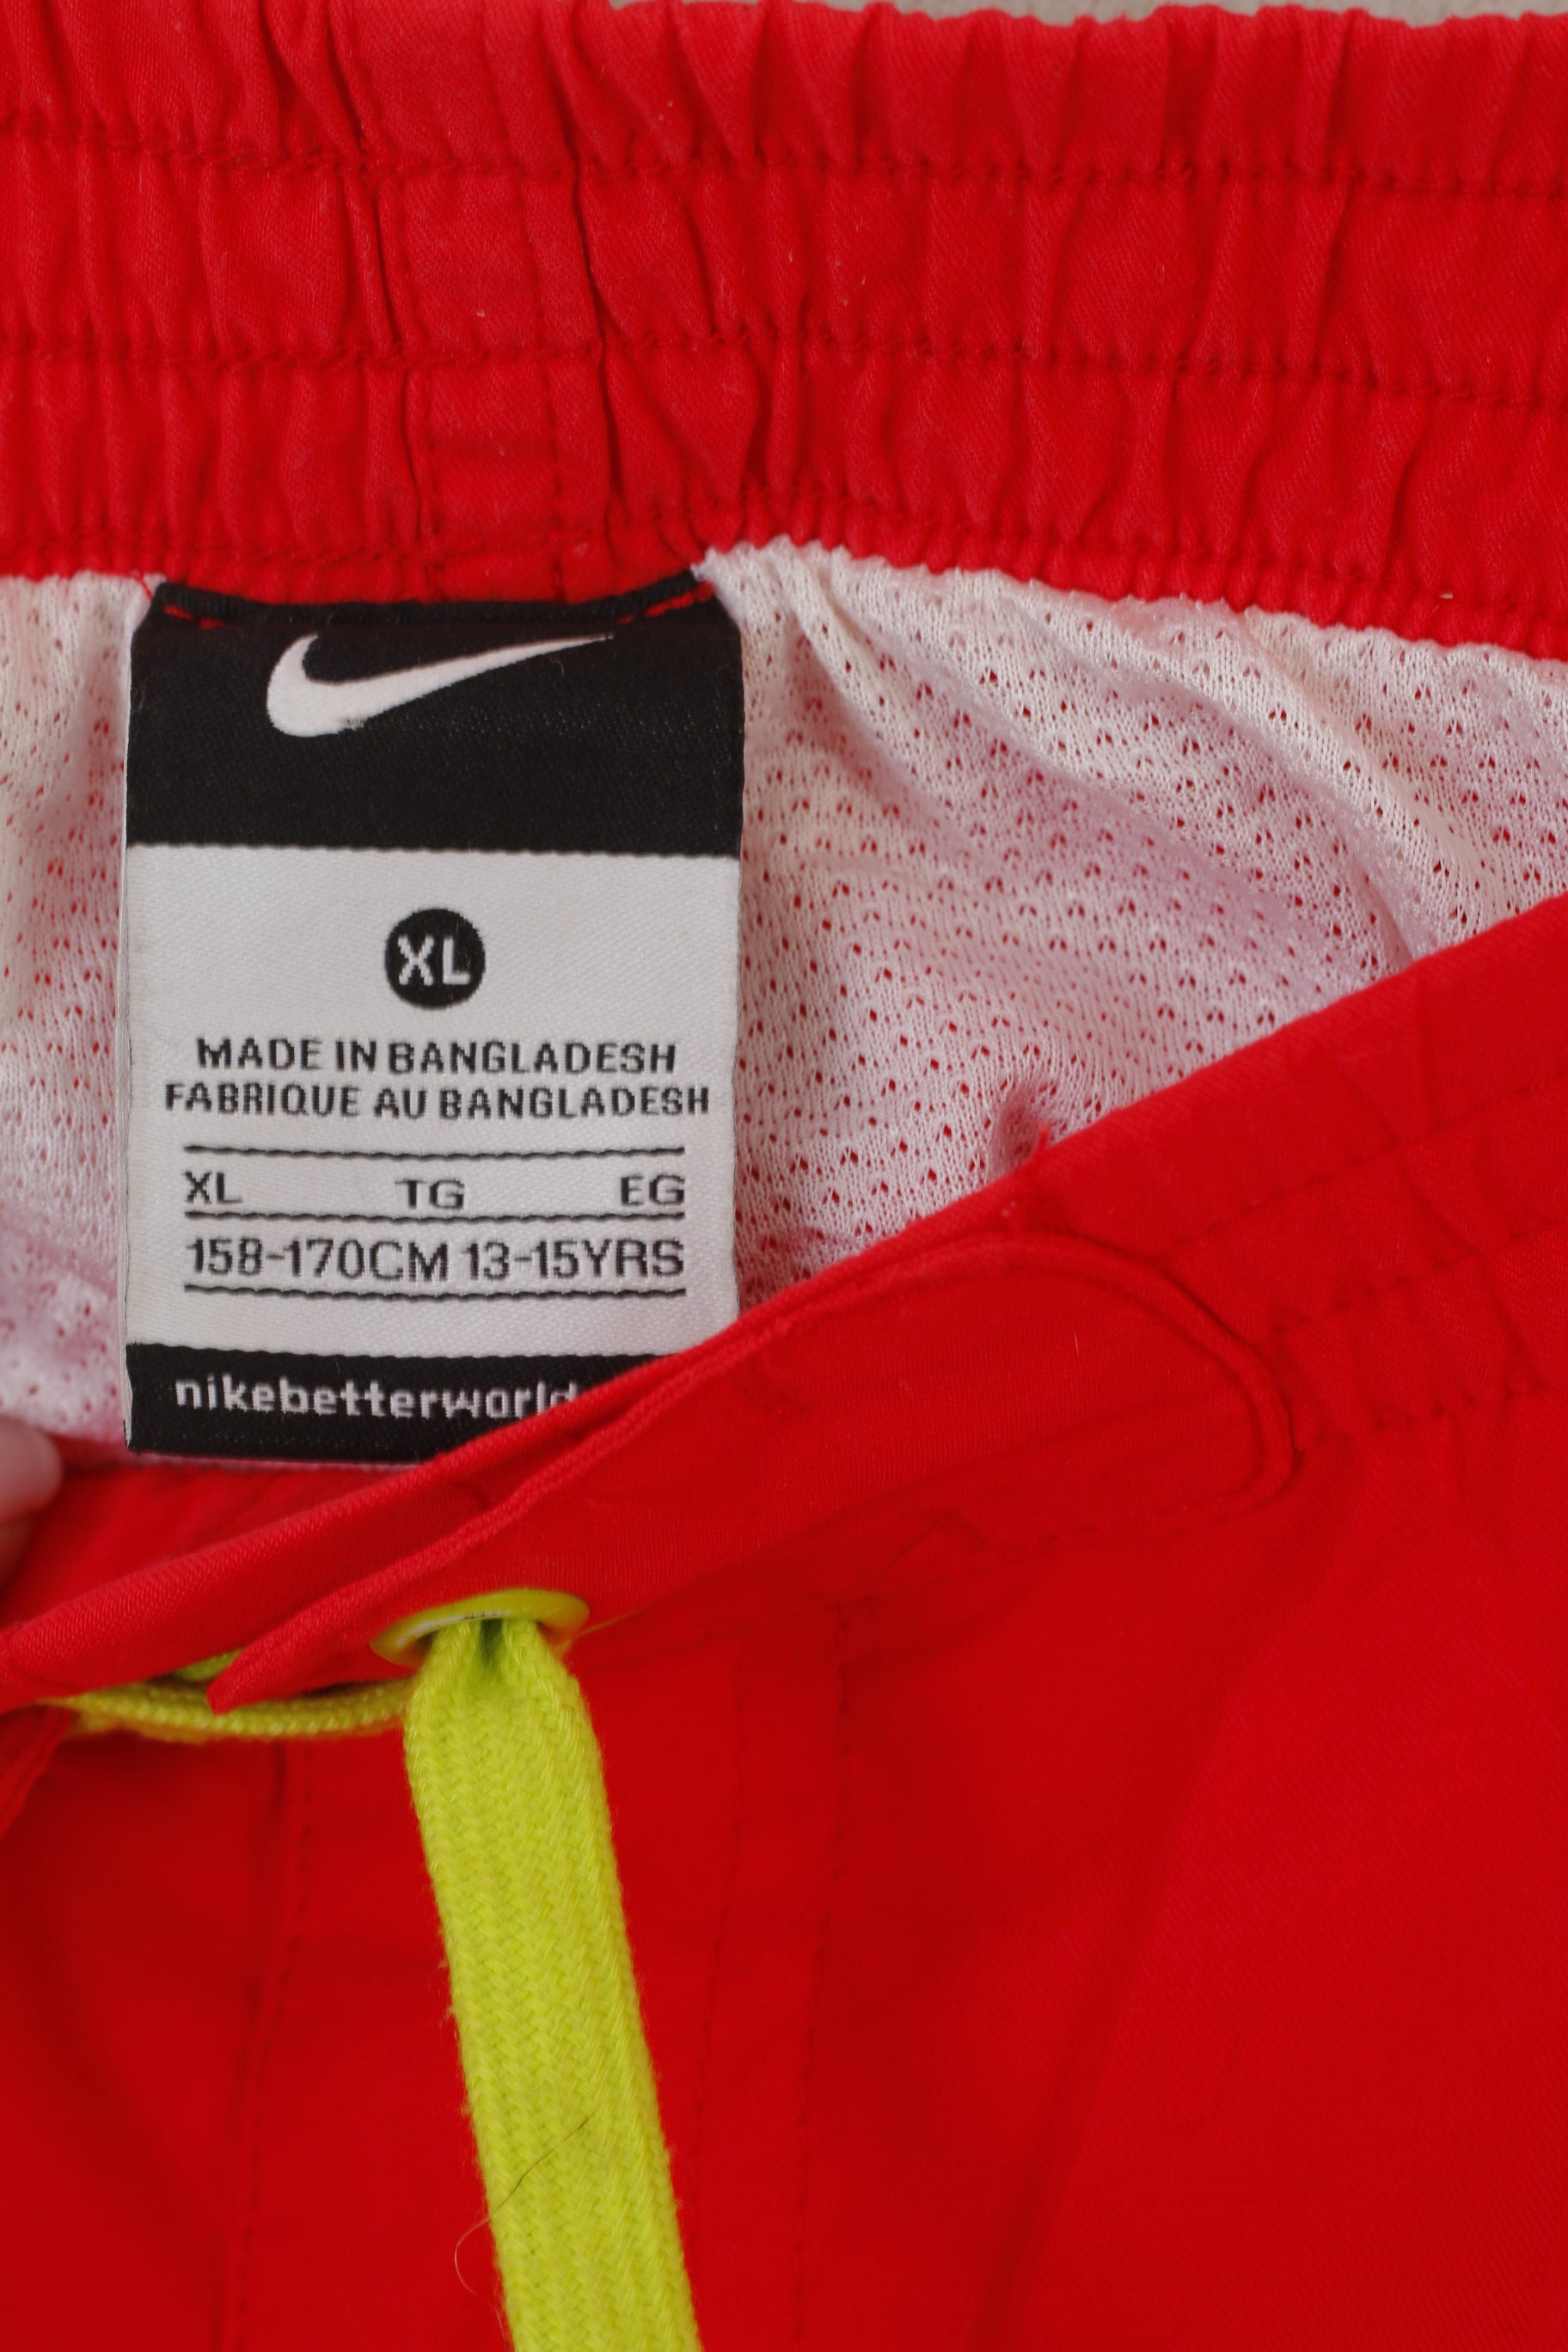 XL
MADE IN BANGLADESH
FABRIQUE AU BANGLADESH
XL TG EG
158-170CM 13-15YRS
nikebetterworld